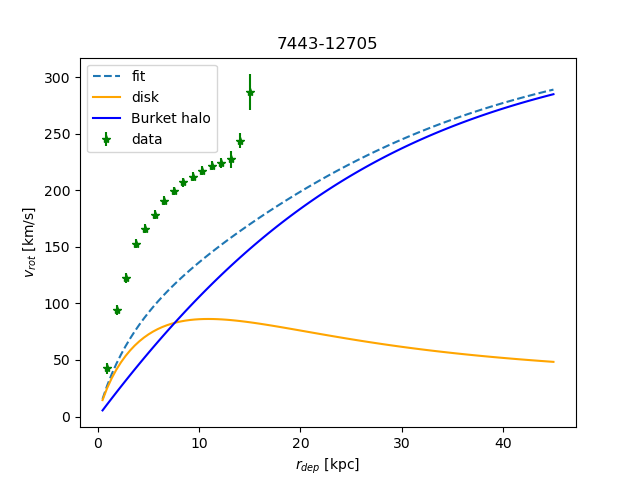 7443-12705
300
250
200
150
100
50
0
v_rot [km/s]
fit
disk
Burket halo
data
0 10 20 30 40
r_dep [kpc]